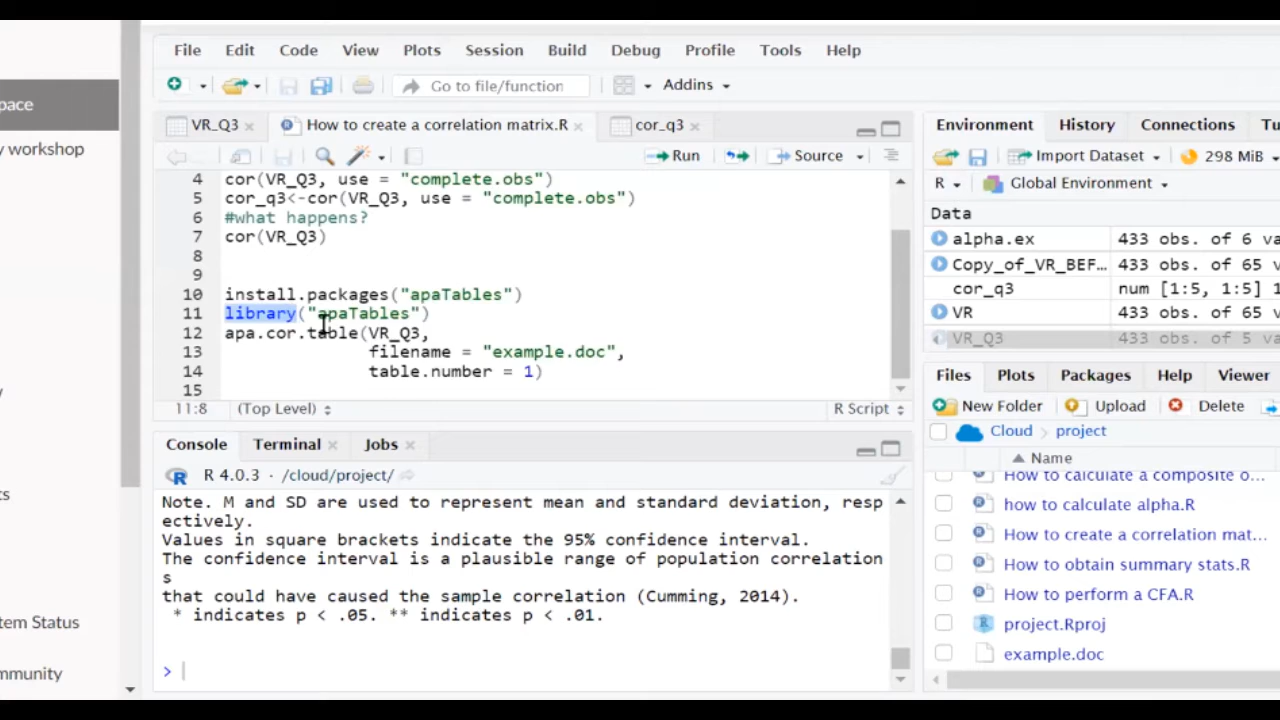 pace
y workshop
ts
tem Status
mmunity
File Edit Code View Plots Session Build Debug Profile Tools Help
Go to file/function Addins
VR_Q3 How to create a correlation matrix.R cor_q3
Run Source
4 cor(VR_Q3, use = "complete.obs")
5 cor_q3<-cor(VR_Q3, use = "complete.obs")
6 #what happens?
7 cor(VR_Q3)
8
9
10 install.packages("apaTables")
11 library("apaTables")
12 apa.cor.table(VR_Q3,
13 filename = "example.doc",
14 table.number = 1)
15
11:8 (Top Level) R Script
Console Terminal Jobs
R 4.0.3 · /cloud/project/
Note. M and SD are used to represent mean and standard deviation, resp
ectively.
Values in square brackets indicate the 95% confidence interval.
The confidence interval is a plausible range of population correlation
s
that could have caused the sample correlation (Cumming, 2014).
* indicates p < .05. ** indicates p < .01.
>
Environment History Connections Tu
Import Dataset 298 MiB
R Global Environment
Data
alpha.ex 433 obs. of 6 va
Copy_of_VR_BEF… 433 obs. of 65 v
cor_q3 num [1:5, 1:5] 1
VR 433 obs. of 65 v
VR_Q3 433 obs. of 5 va
Files Plots Packages Help Viewer
New Folder Upload Delete
Cloud project
Name
How to calculate a composite o...
how to calculate alpha.R
How to create a correlation mat...
How to obtain summary stats.R
How to perform a CFA.R
project.Rproj
example.doc